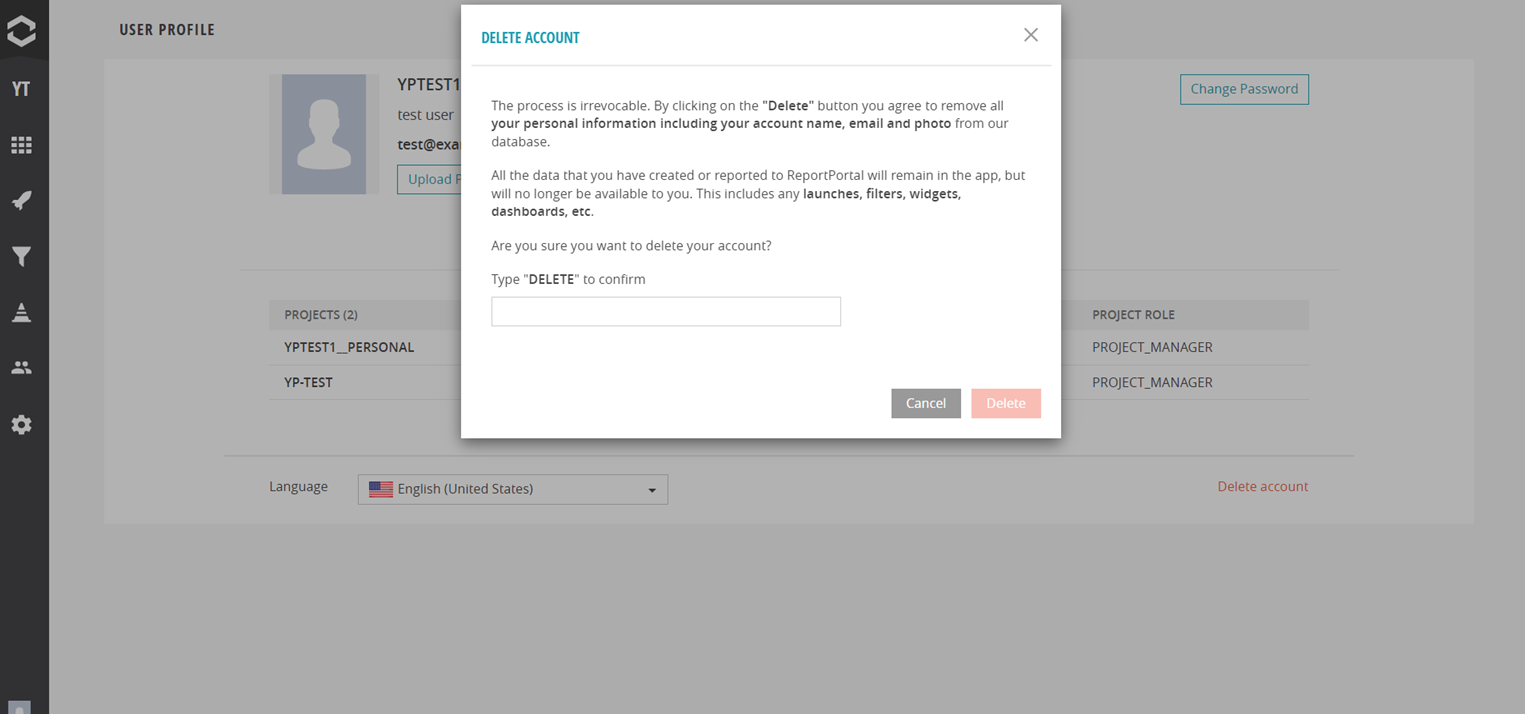 USER PROFILE
YT
YPTEST1
test user
test@exa
Upload
Change Password
DELETE ACCOUNT
The process is irrevocable. By clicking on the "Delete" button you agree to remove all
your personal information including your account name, email and photo from our
database.
All the data that you have created or reported to ReportPortal will remain in the app, but
will no longer be available to you. This includes any launches, filters, widgets,
dashboards, etc.
Are you sure you want to delete your account?
Type "DELETE" to confirm
Cancel Delete
PROJECTS (2) PROJECT ROLE
YPTEST1__PERSONAL PROJECT_MANAGER
YP-TEST PROJECT_MANAGER
Language English (United States) Delete account